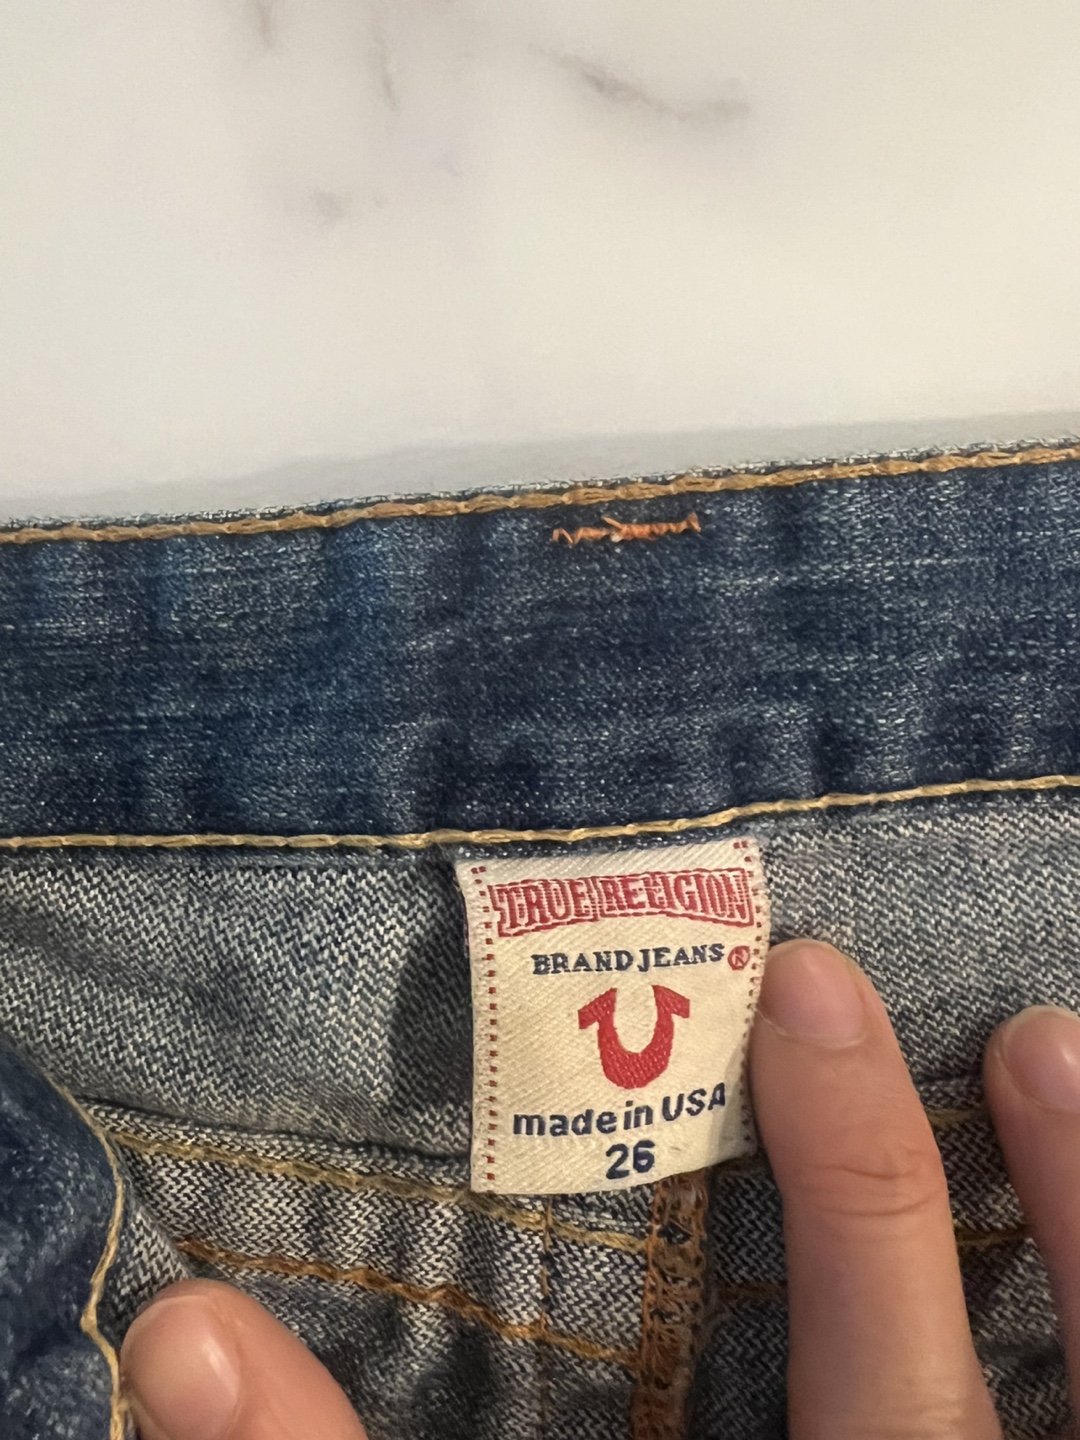 TRUE RELIGION
BRAND JEANS ®
made in USA
26